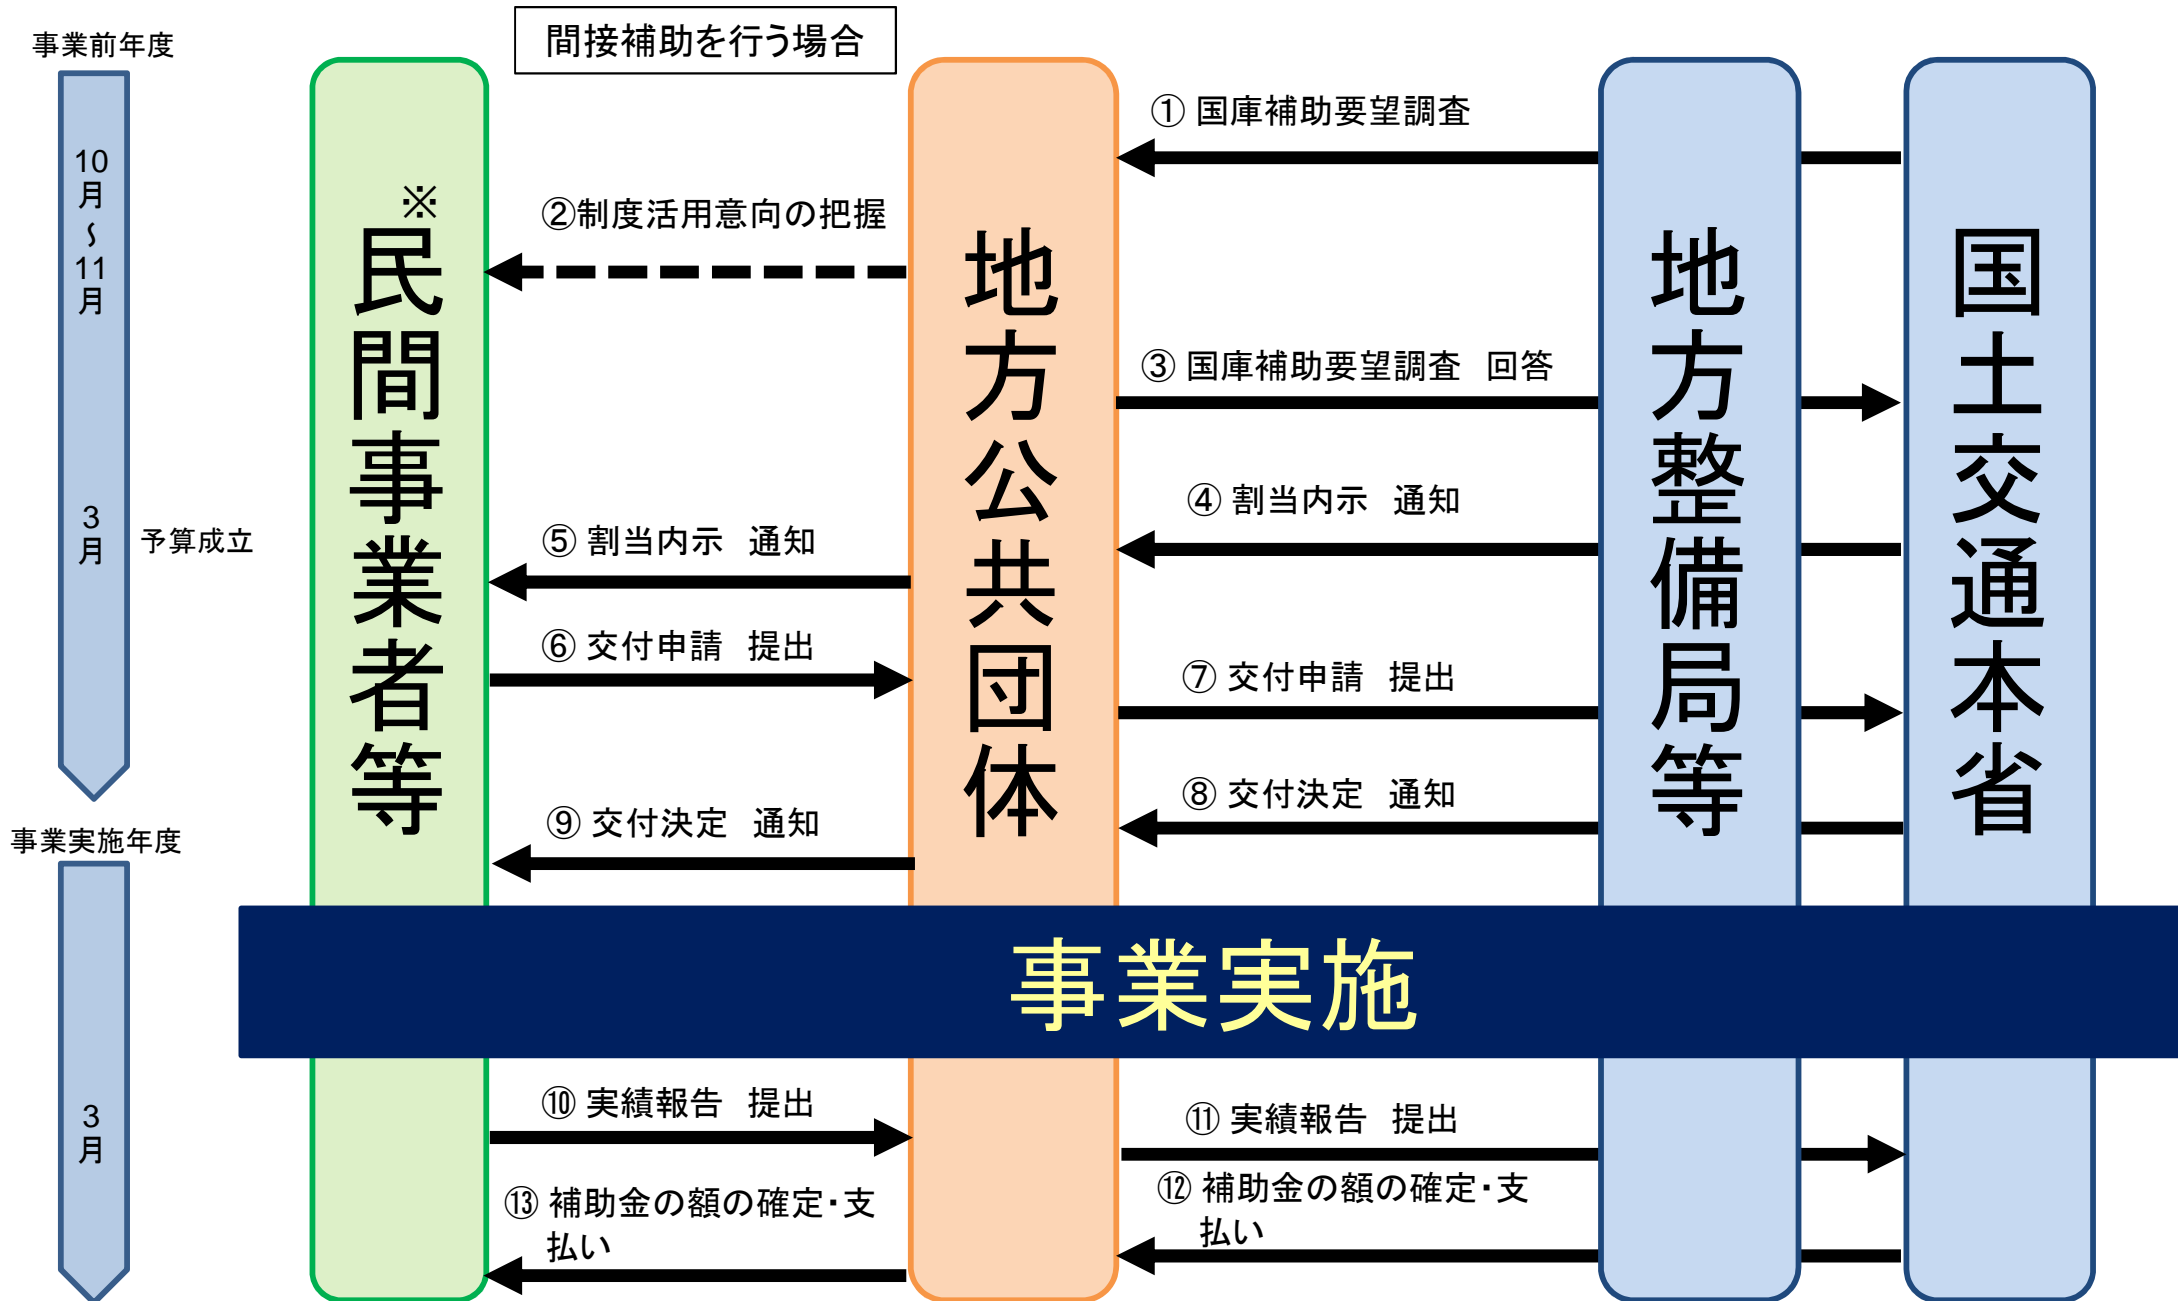 間接補助を行う場合
事業前年度
10月～11月
3月
予算成立
事業実施年度
3月
※
民間事業者等
地方公共団体
地方整備局等
国土交通本省
① 国庫補助要望調査
②制度活用意向の把握
③ 国庫補助要望調査　回答
④ 割当内示　通知
⑤ 割当内示　通知
⑥ 交付申請　提出
⑦ 交付申請　提出
⑧ 交付決定　通知
⑨ 交付決定　通知
事業実施
⑩ 実績報告　提出
⑪ 実績報告　提出
⑫ 補助金の額の確定・支
払い
⑬ 補助金の額の確定・支
払い